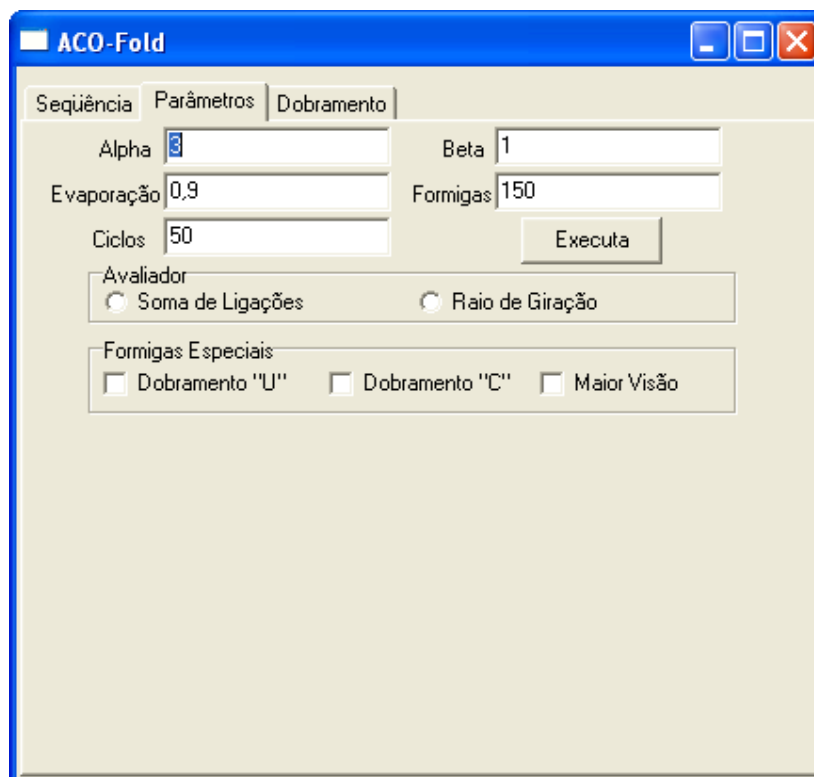 ACO-Fold
Seqüência Parâmetros Dobramento
Alpha 3 Beta 1
Evaporação 0,9 Formigas 150
Ciclos 50 Executa
Avaliador
Soma de Ligações Raio de Giração
Formigas Especiais
Dobramento "U" Dobramento "C" Maior Visão